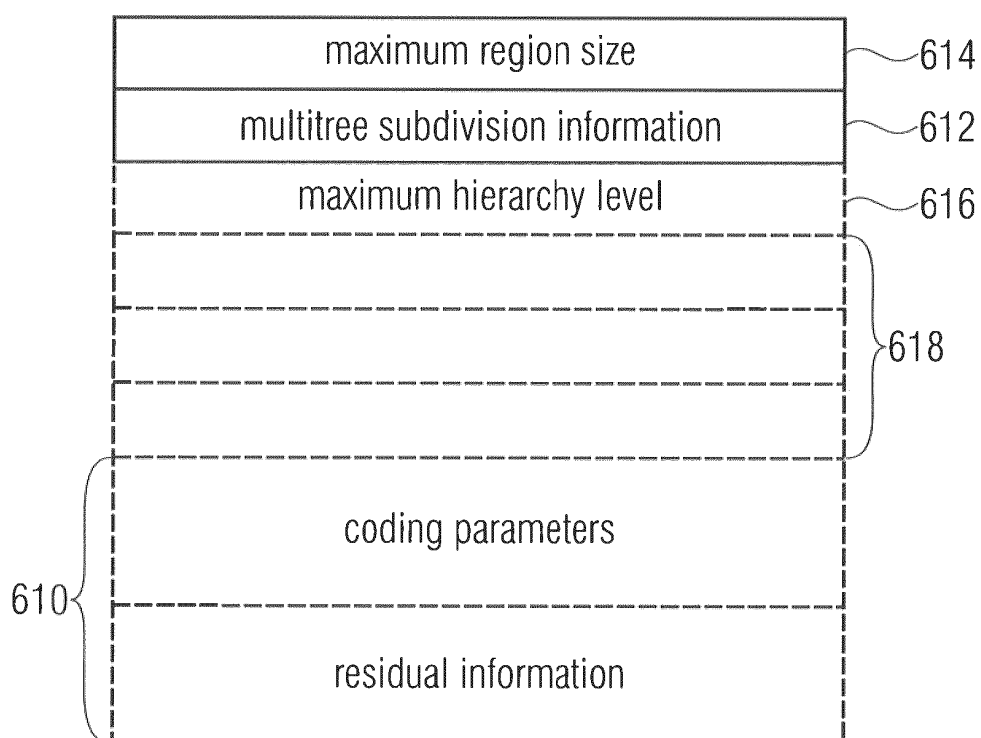 maximum region size 614
multitree subdivision information 612
maximum hierarchy level 616
618
coding parameters
610
residual information